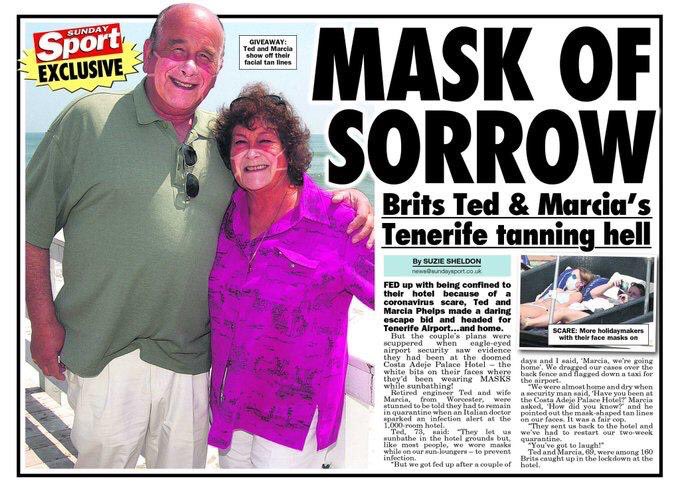 SUNDAY
Sport
EXCLUSIVE
GIVEAWAY:
Ted and Marcia
show off their
facial tan lines
MASK OF
SORROW
Brits Ted & Marcia's
Tenerife tanning hell
By SUZIE SHELDON
news@sundaysport.co.uk
FED up with being confined to
their hotel because of a
coronavirus scare, Ted and
Marcia Phelps made a daring
escape bid and headed for
Tenerife Airport...and home.
But the couple's plans were
scuppered when eagle-eyed
airport security saw evidence
they had been at the doomed
Costa Adeje Palace Hotel – the
white bits on their faces where
they'd been wearing MASKS
while sunbathing!
Retired engineer Ted and wife
Marcia, from Worcester, were
stunned to be told they had to remain
in quarantine when an Italian doctor
sparked an infection alert at the
1,000-room hotel.
Ted, 73, said: "They let us
sunbathe in the hotel grounds but,
like most people, we wore masks
while on our sun-loungers – to prevent
infection.
"But we got fed up after a couple of
SCARE: More holidaymakers
with their face masks on
days and I said, 'Marcia, we're going
home'. We dragged our cases over the
back fence and flagged down a taxi for
the airport.
"We were almost home and dry when
a security man said, 'Have you been at
the Costa Adeje Palace Hotel?' Marcia
asked, 'How did you know?' and he
pointed out the mask-shaped tan lines
on our faces. It was a fair cop.
"They sent us back to the hotel and
we've had to restart our two-week
quarantine.
"You've got to laugh!"
Ted and Marcia, 69, were among 160
Brits caught up in the lockdown at the
hotel.